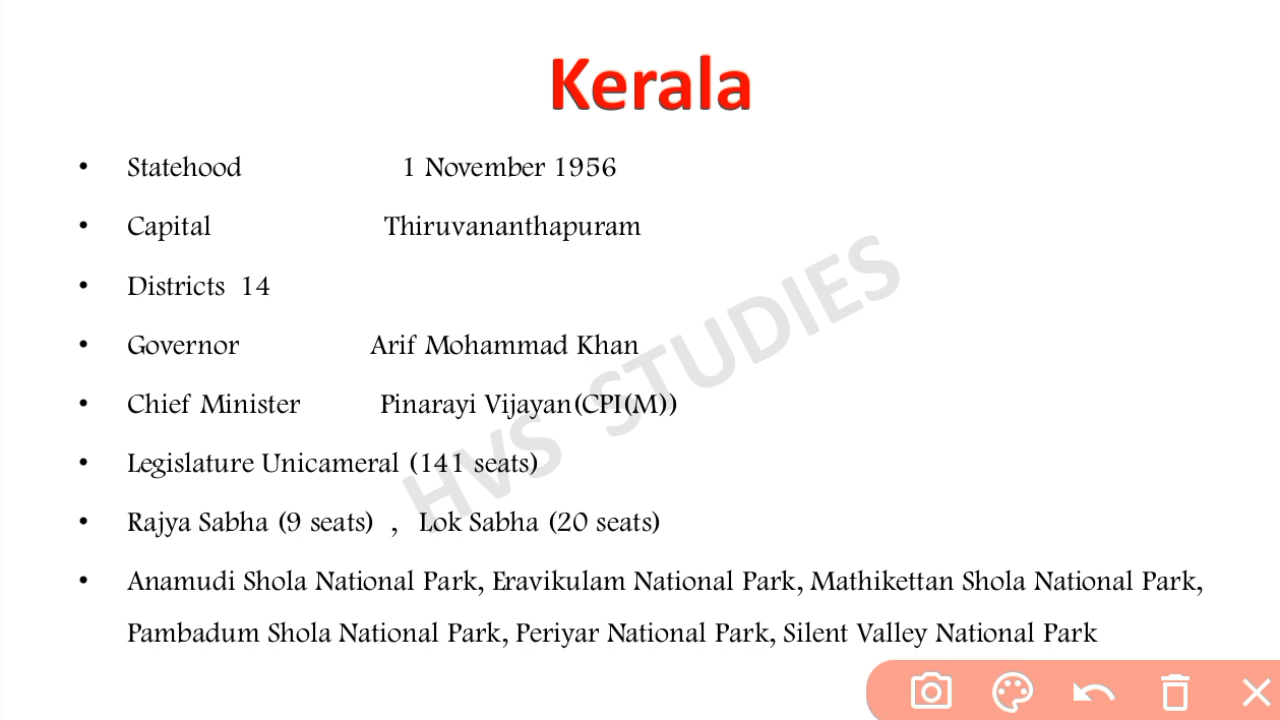 Kerala
• Statehood 1 November 1956
• Capital Thiruvananthapuram
• Districts 14
• Governor Arif Mohammad Khan
• Chief Minister Pinarayi Vijayan(CPI(M))
• Legislature Unicameral (141 seats)
• Rajya Sabha (9 seats) , Lok Sabha (20 seats)
• Anamudi Shola National Park, Eravikulam National Park, Mathikettan Shola National Park,
Pambadum Shola National Park, Periyar National Park, Silent Valley National Park
HVS STUDIES